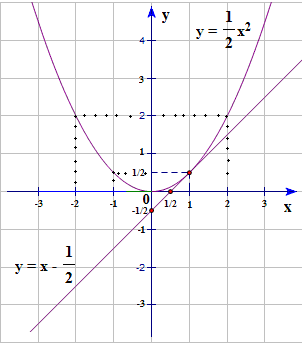 y
y = 1/2 x²
4
3
2
1
1/2
-3 -2 -1 0 1/2 1 2 3 x
-1/2
-1
y = x - 1/2
-2
-3